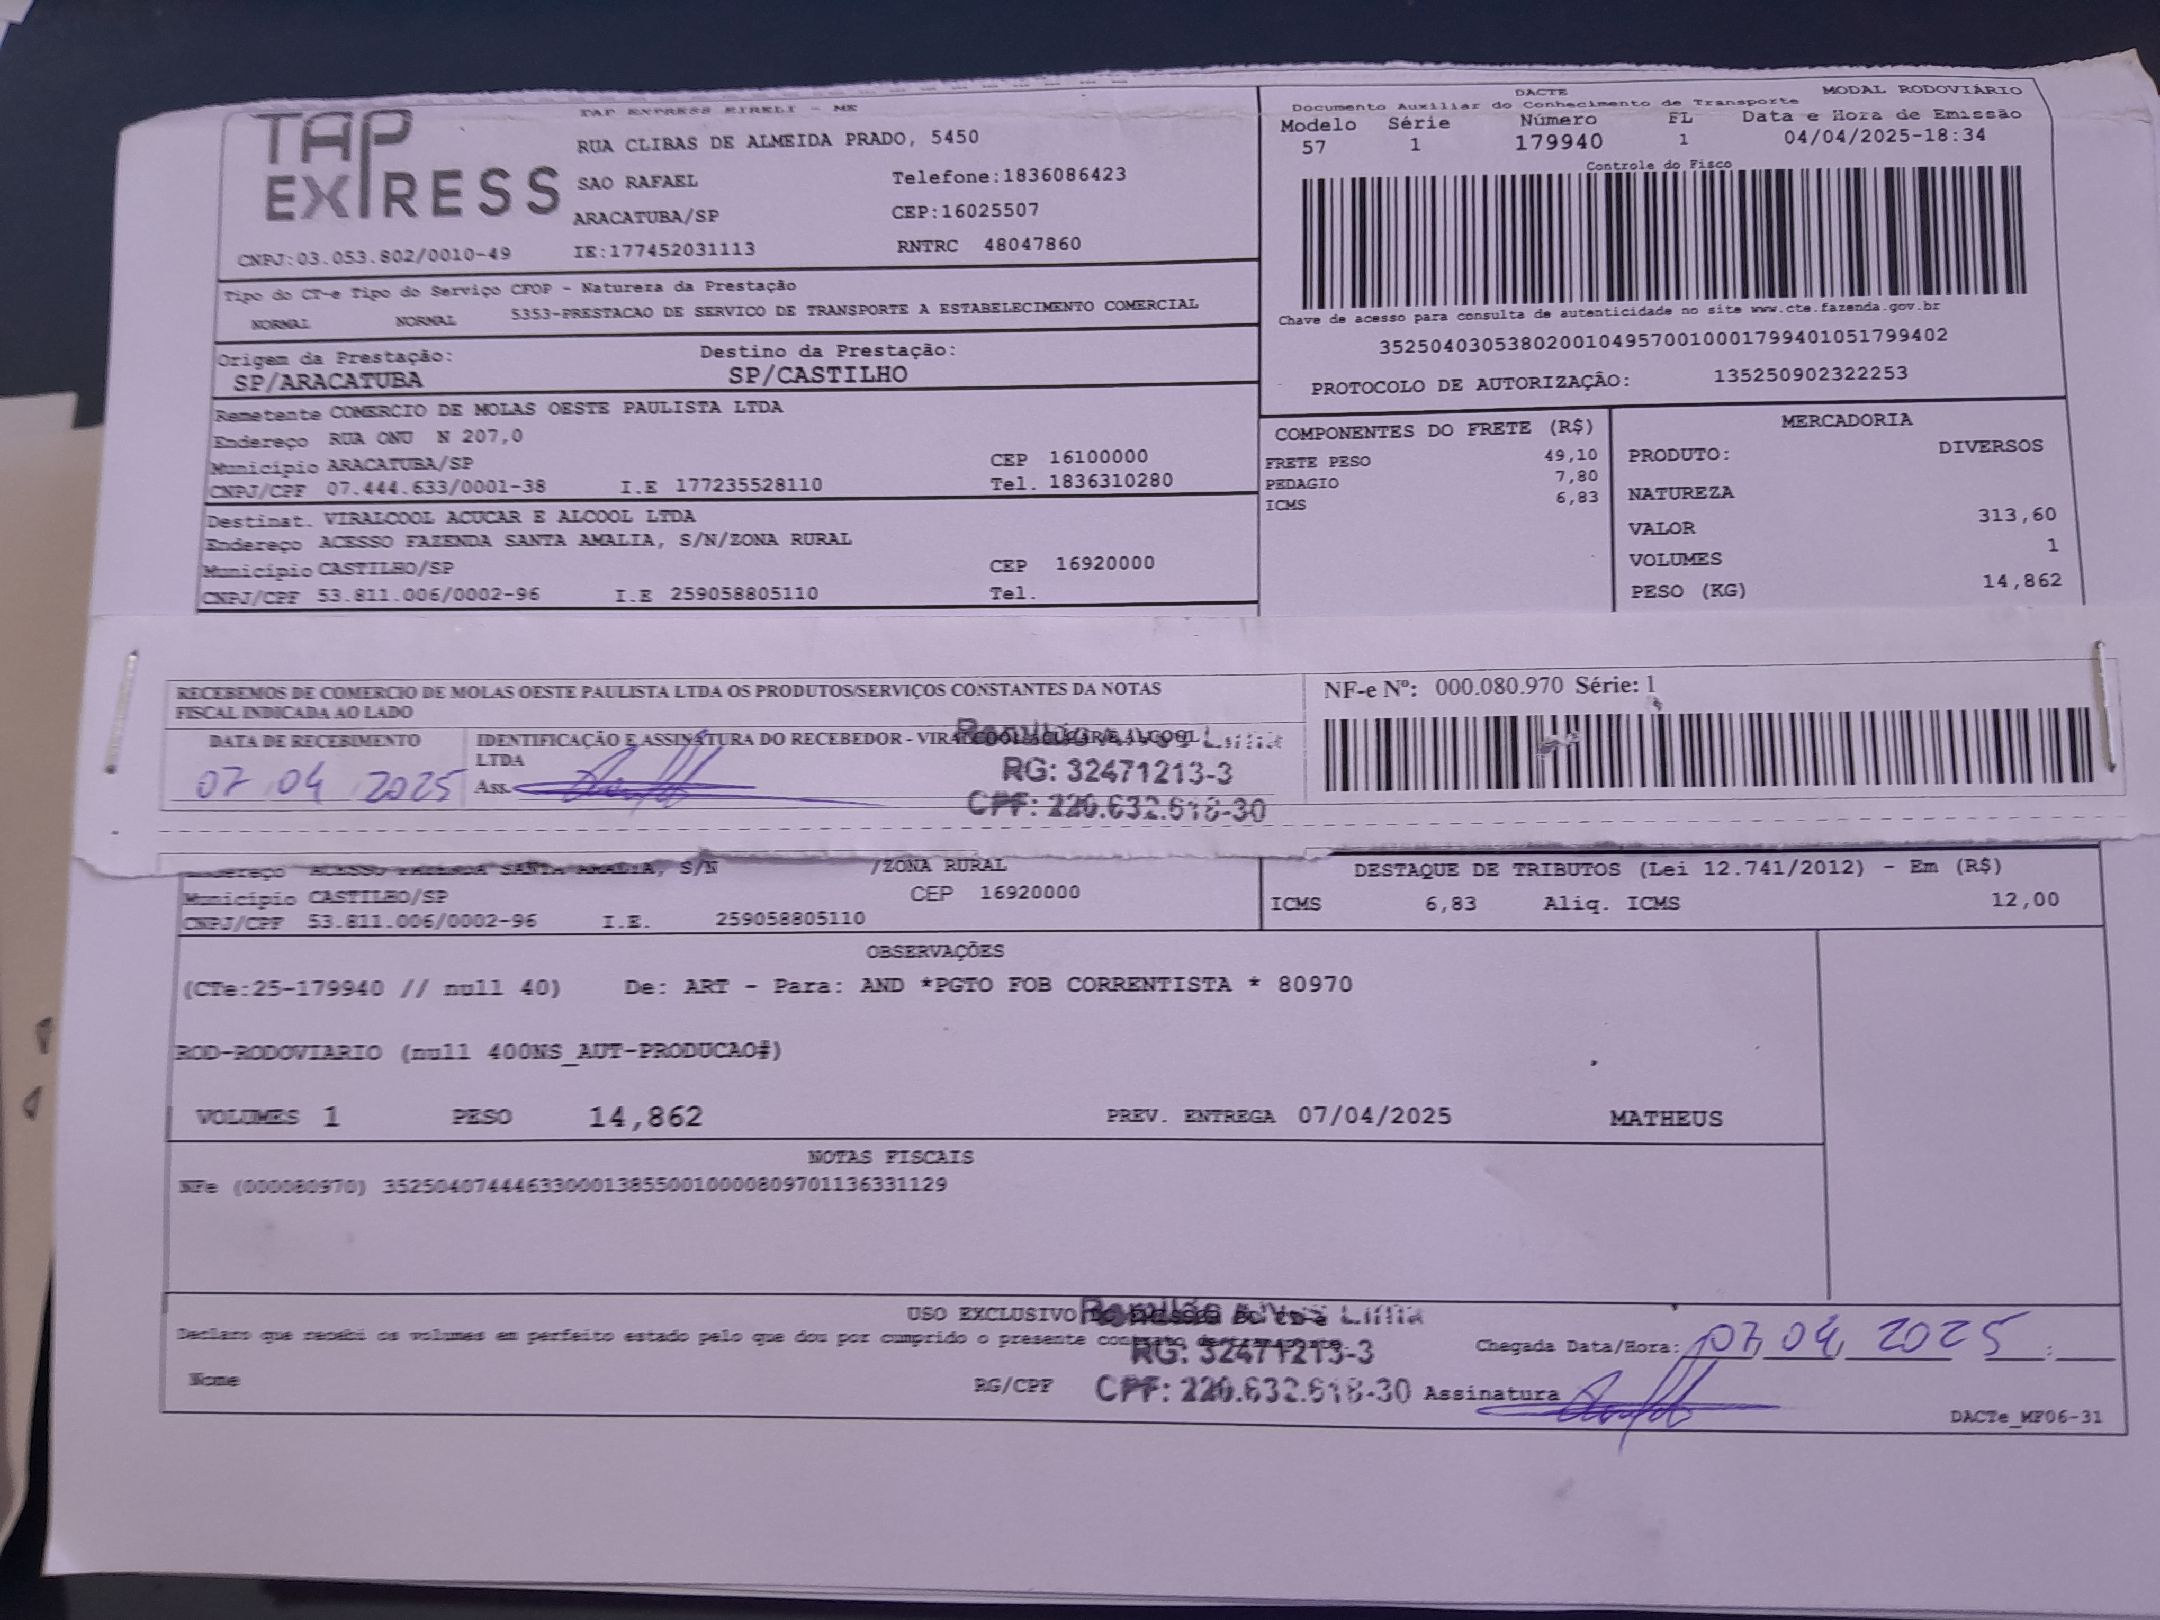 TAP EXPRESS
TAP EXPRESS EIRELI - ME
RUA CLIBAS DE ALMEIDA PRADO, 5450
SAO RAFAEL Telefone:1836086423
ARACATUBA/SP CEP:16025507
CNPJ:03.053.802/0010-49 IE:177452031113 RNTRC 48047860
DACTE MODAL RODOVIÁRIO
Documento Auxiliar do Conhecimento de Transporte
Modelo Série Número FL Data e Hora de Emissão
57 1 179940 1 04/04/2025-18:34
Controle do Fisco
Chave de acesso para consulta de autenticidade no site www.cte.fazenda.gov.br
35250403053802001049570010001799401051799402
PROTOCOLO DE AUTORIZAÇÃO: 135250902322253
Tipo do CT-e Tipo do Serviço CFOP - Natureza da Prestação
NORMAL NORMAL 5353-PRESTACAO DE SERVICO DE TRANSPORTE A ESTABELECIMENTO COMERCIAL
Origem da Prestação: Destino da Prestação:
SP/ARACATUBA SP/CASTILHO
Remetente COMERCIO DE MOLAS OESTE PAULISTA LTDA
Endereço RUA ONU N 207,0
Município ARACATUBA/SP CEP 16100000
CNPJ/CPF 07.444.633/0001-38 I.E 177235528110 Tel. 1836310280
Destinat. VIRALCOOL ACUCAR E ALCOOL LTDA
Endereço ACESSO FAZENDA SANTA AMALIA, S/N/ZONA RURAL
Município CASTILHO/SP CEP 16920000
CNPJ/CPF 53.811.006/0002-96 I.E 259058805110 Tel.
COMPONENTES DO FRETE (R$)
FRETE PESO 49,10
PEDAGIO 7,80
ICMS 6,83
MERCADORIA
PRODUTO: DIVERSOS
NATUREZA
VALOR 313,60
VOLUMES 1
PESO (KG) 14,862
RECEBEMOS DE COMERCIO DE MOLAS OESTE PAULISTA LTDA OS PRODUTOS/SERVIÇOS CONSTANTES DA NOTAS
FISCAL INDICADA AO LADO
DATA DE RECEBIMENTO
07 04 2025
IDENTIFICAÇÃO E ASSINATURA DO RECEBEDOR - VIRALCOOL ACUCAR E ALCOOL
LTDA
Ass.
RG: 32471213-3
CPF: 220.632.618-30
NF-e Nº: 000.080.970 Série: 1
Endereço ACESSO FAZENDA SANTA AMALIA, S/N /ZONA RURAL
Município CASTILHO/SP CEP 16920000
CNPJ/CPF 53.811.006/0002-96 I.E. 259058805110
DESTAQUE DE TRIBUTOS (Lei 12.741/2012) - Em (R$)
ICMS 6,83 Aliq. ICMS 12,00
OBSERVAÇÕES
(CTe:25-179940 // null 40) De: ART - Para: AND *PGTO FOB CORRENTISTA * 80970
ROD-RODOVIARIO (null 400NS_AUT-PRODUCAO#)
VOLUMES 1 PESO 14,862 PREV. ENTREGA 07/04/2025 MATHEUS
NOTAS FISCAIS
NFe (000080970) 35250407444633000138550010000809701136331129
USO EXCLUSIVO
Declaro que recebi os volumes em perfeito estado pelo que dou por cumprido o presente
Chegada Data/Hora: 07 04 2025 :
RG: 32471213-3
Nome RG/CPF CPF: 220.632.618-30 Assinatura
DACTe_MF06-31